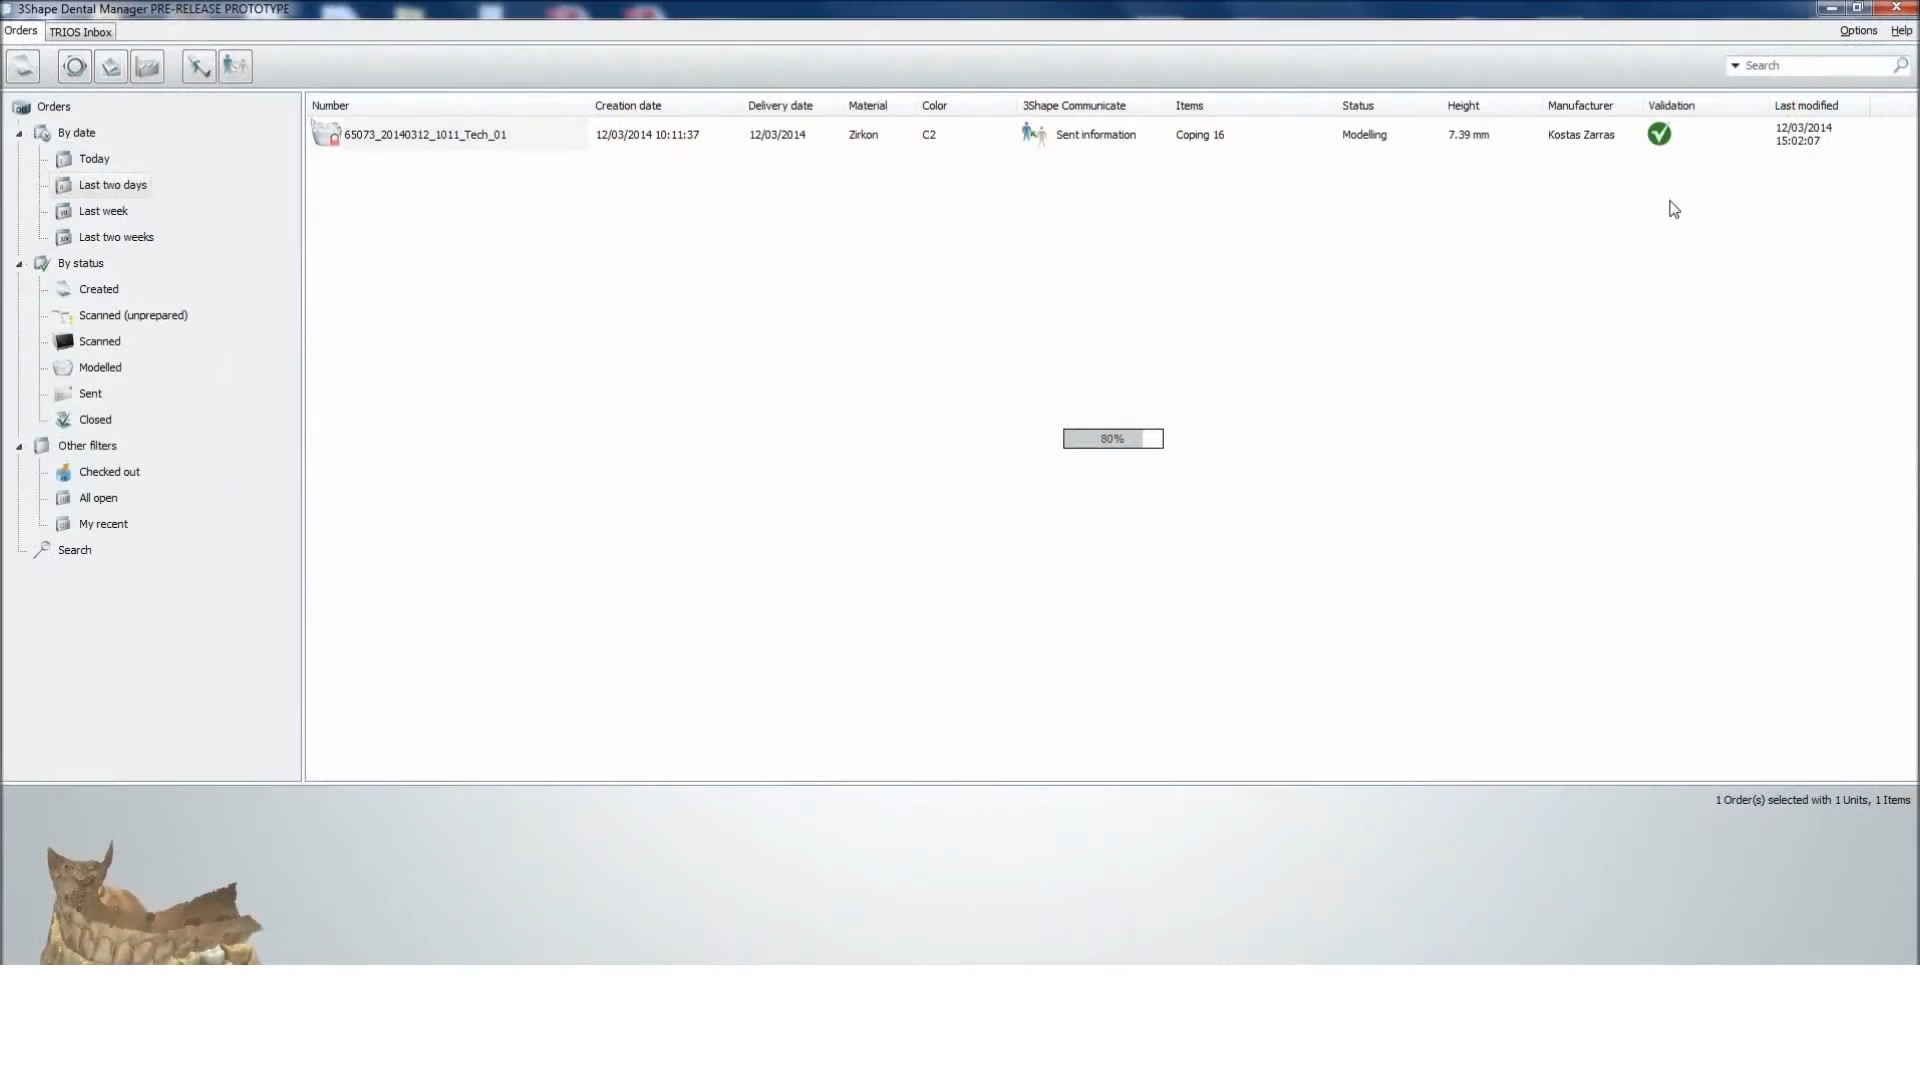 3Shape Dental Manager PRE-RELEASE PROTOTYPE
Orders TRIOS Inbox Options Help
Search
Orders
By date
Today
Last two days
Last week
Last two weeks
By status
Created
Scanned (unprepared)
Scanned
Modelled
Sent
Closed
Other filters
Checked out
All open
My recent
Search
Number Creation date Delivery date Material Color 3Shape Communicate Items Status Height Manufacturer Validation Last modified
65073_20140312_1011_Tech_01 12/03/2014 10:11:37 12/03/2014 Zirkon C2 Sent information Coping 16 Modelling 7.39 mm Kostas Zarras 12/03/2014
15:02:07
80%
1 Order(s) selected with 1 Units, 1 Items